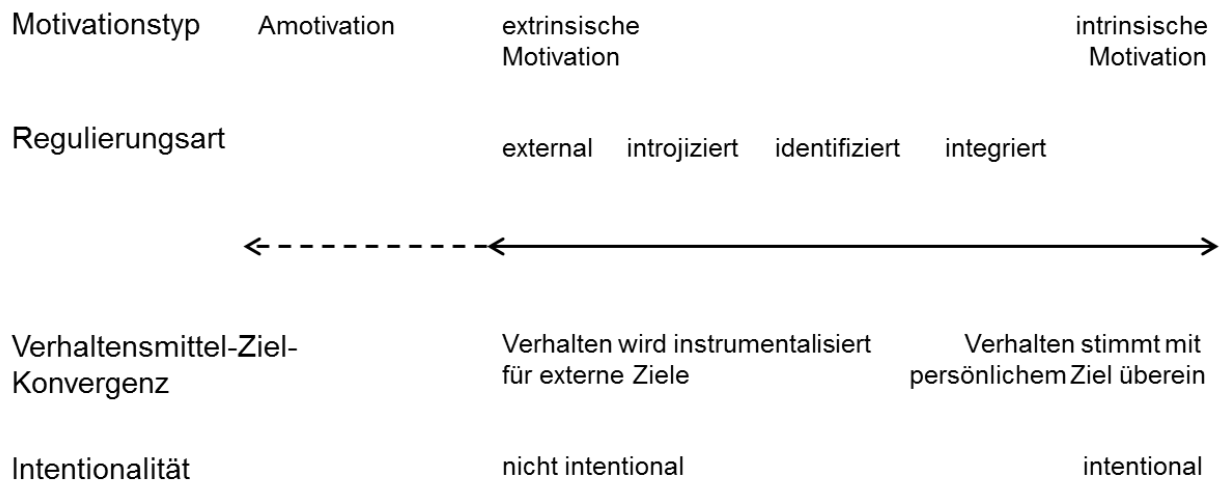 Motivationstyp Amotivation extrinsische Motivation intrinsische Motivation
Regulierungsart external introjiziert identifiziert integriert
Verhaltensmittel-Ziel-Konvergenz Verhalten wird instrumentalisiert für externe Ziele Verhalten stimmt mit persönlichem Ziel überein
Intentionalität nicht intentional intentional